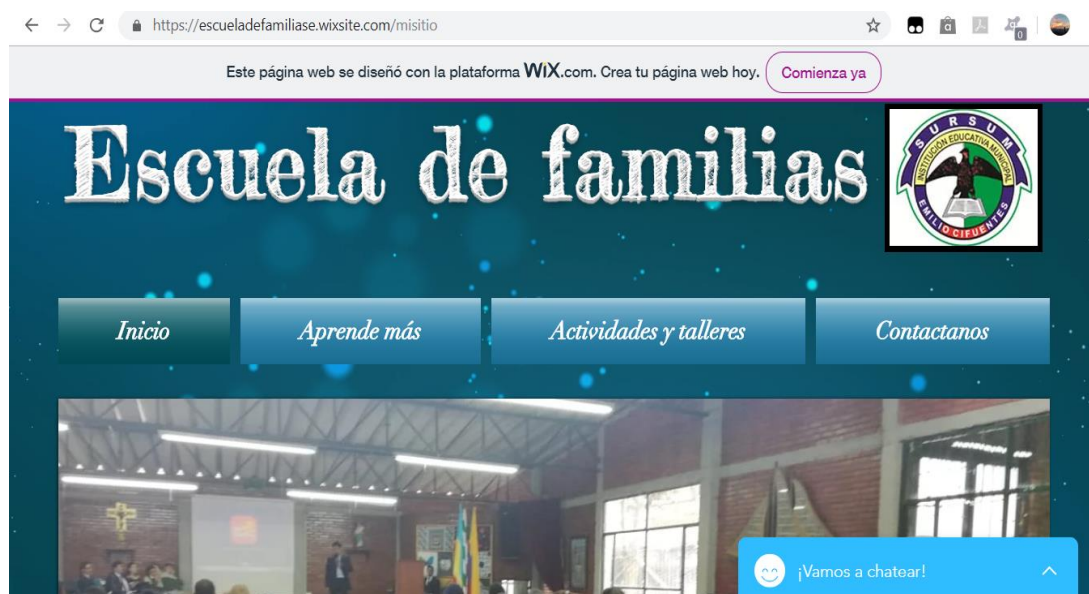 https://escueladefamiliase.wixsite.com/misitio
Este página web se diseñó con la plataforma WiX.com. Crea tu página web hoy. Comienza ya
Escuela de familias
SURSUM
INSTITUCIÓN EDUCATIVA MUNICIPAL
EMILIO CIFUENTES
Inicio Aprende más Actividades y talleres Contactanos
¡Vamos a chatear!